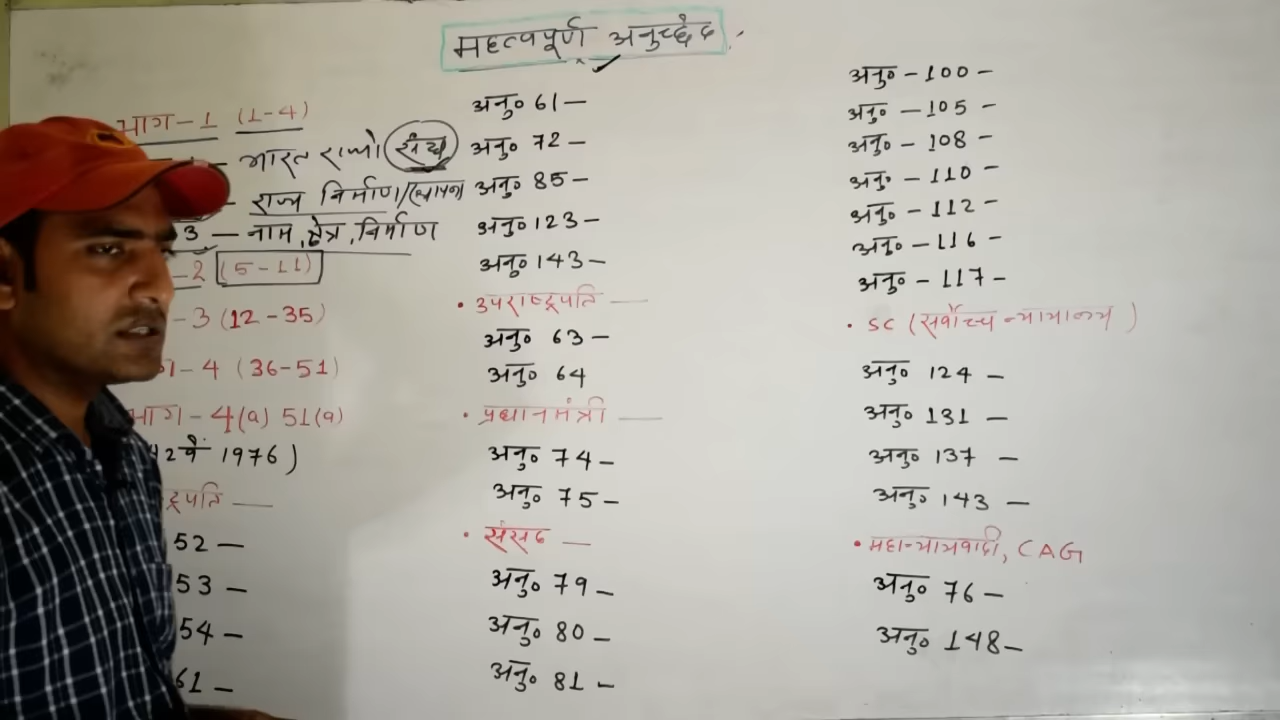 महत्वपूर्ण अनुच्छेद
भाग-1 (1-4)
- भारत राज्यों संघ
- राज्य निर्माण/स्थापना
3 - नाम, क्षेत्र, निर्माण
-2 (5-11)
-3 (12-35)
-4 (36-51)
भाग-4(a) 51(a)
42वें 1976)
द्रपति —
52 —
53 —
54 —
61 —
अनु० 61 —
अनु० 72 —
अनु० 85 —
अनु० 123 —
अनु० 143 —
• उपराष्ट्रपति —
अनु० 63 —
अनु० 64
• प्रधानमंत्री —
अनु० 74 —
अनु० 75 —
• संसद —
अनु० 79 —
अनु० 80 —
अनु० 81 —
अनु० - 100 -
अनु० - 105 -
अनु० - 108 -
अनु० - 110 -
अनु० - 112 -
अनु० - 116 -
अनु० - 117 -
• SC (सर्वोच्च न्यायालय)
अनु० 124 —
अनु० 131 —
अनु० 137 —
अनु० 143 —
• महान्यायवादी, CAG
अनु० 76 —
अनु० 148 —